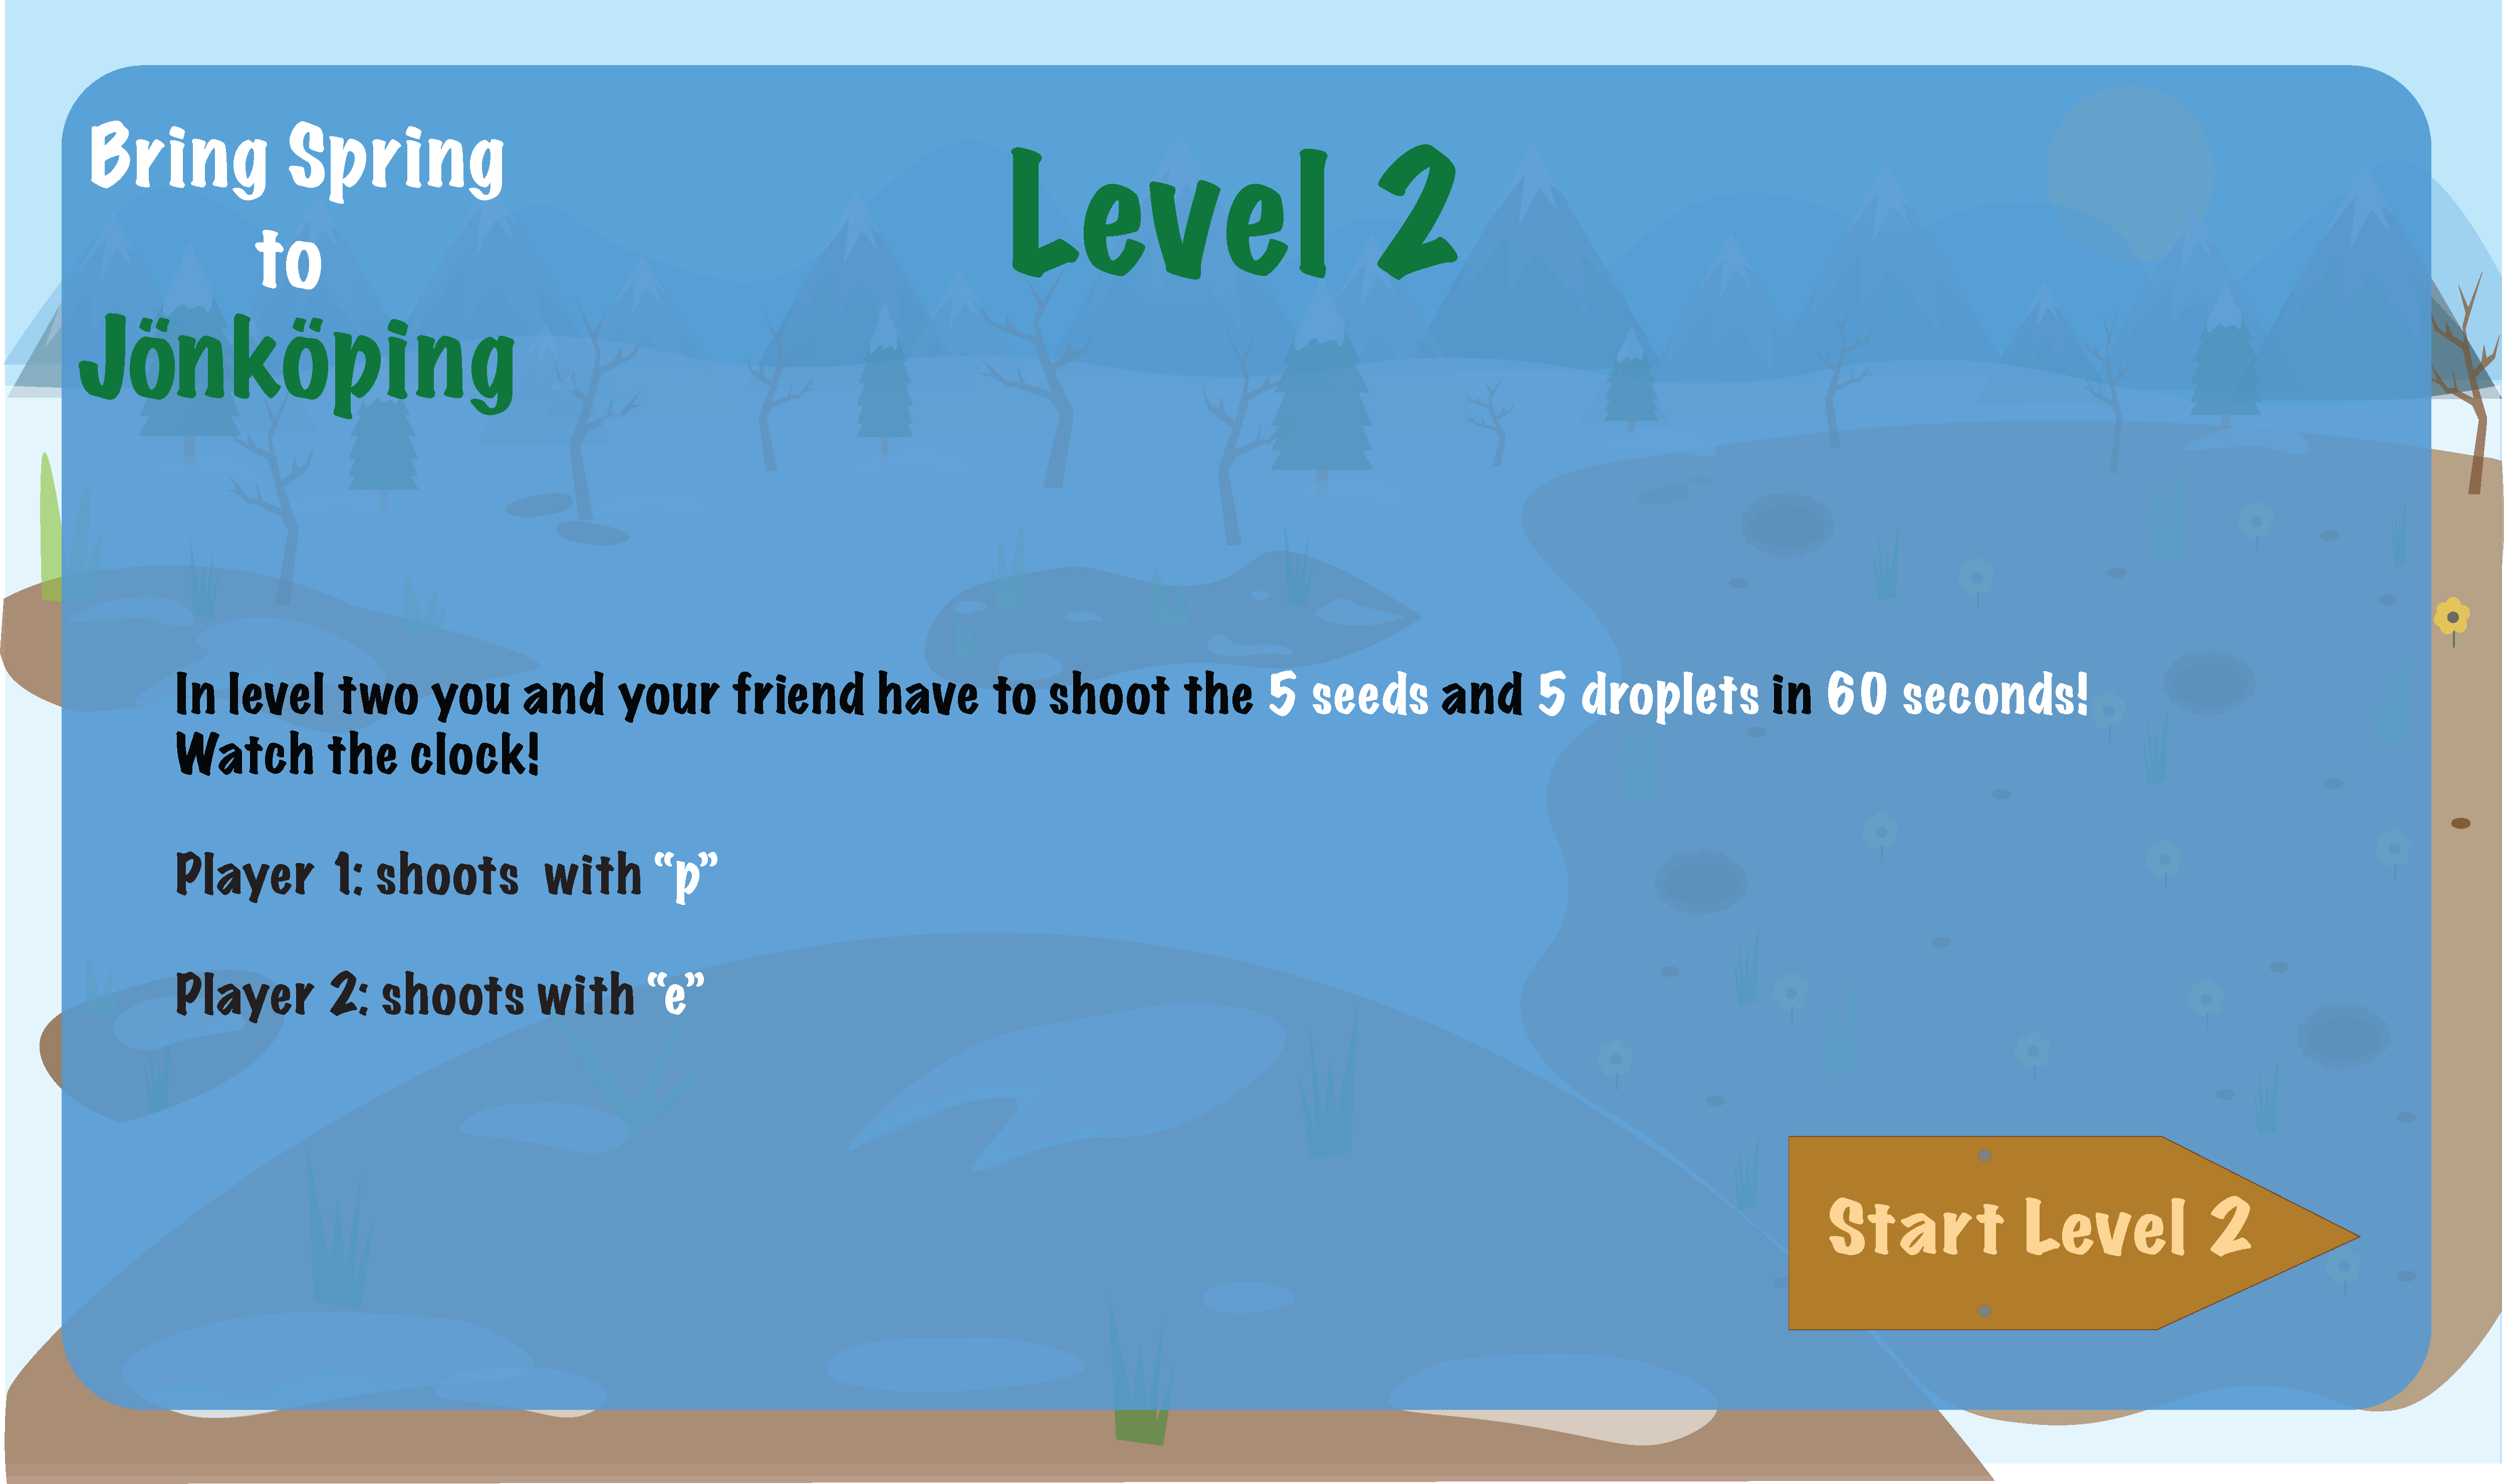 Bring Spring
to
Jönköping
Level 2
In level two you and your friend have to shoot the 5 seeds and 5 droplets in 60 seconds!
Watch the clock!
Player 1: shoots  with “p”
Player 2: shoots with “e”
Start Level 2